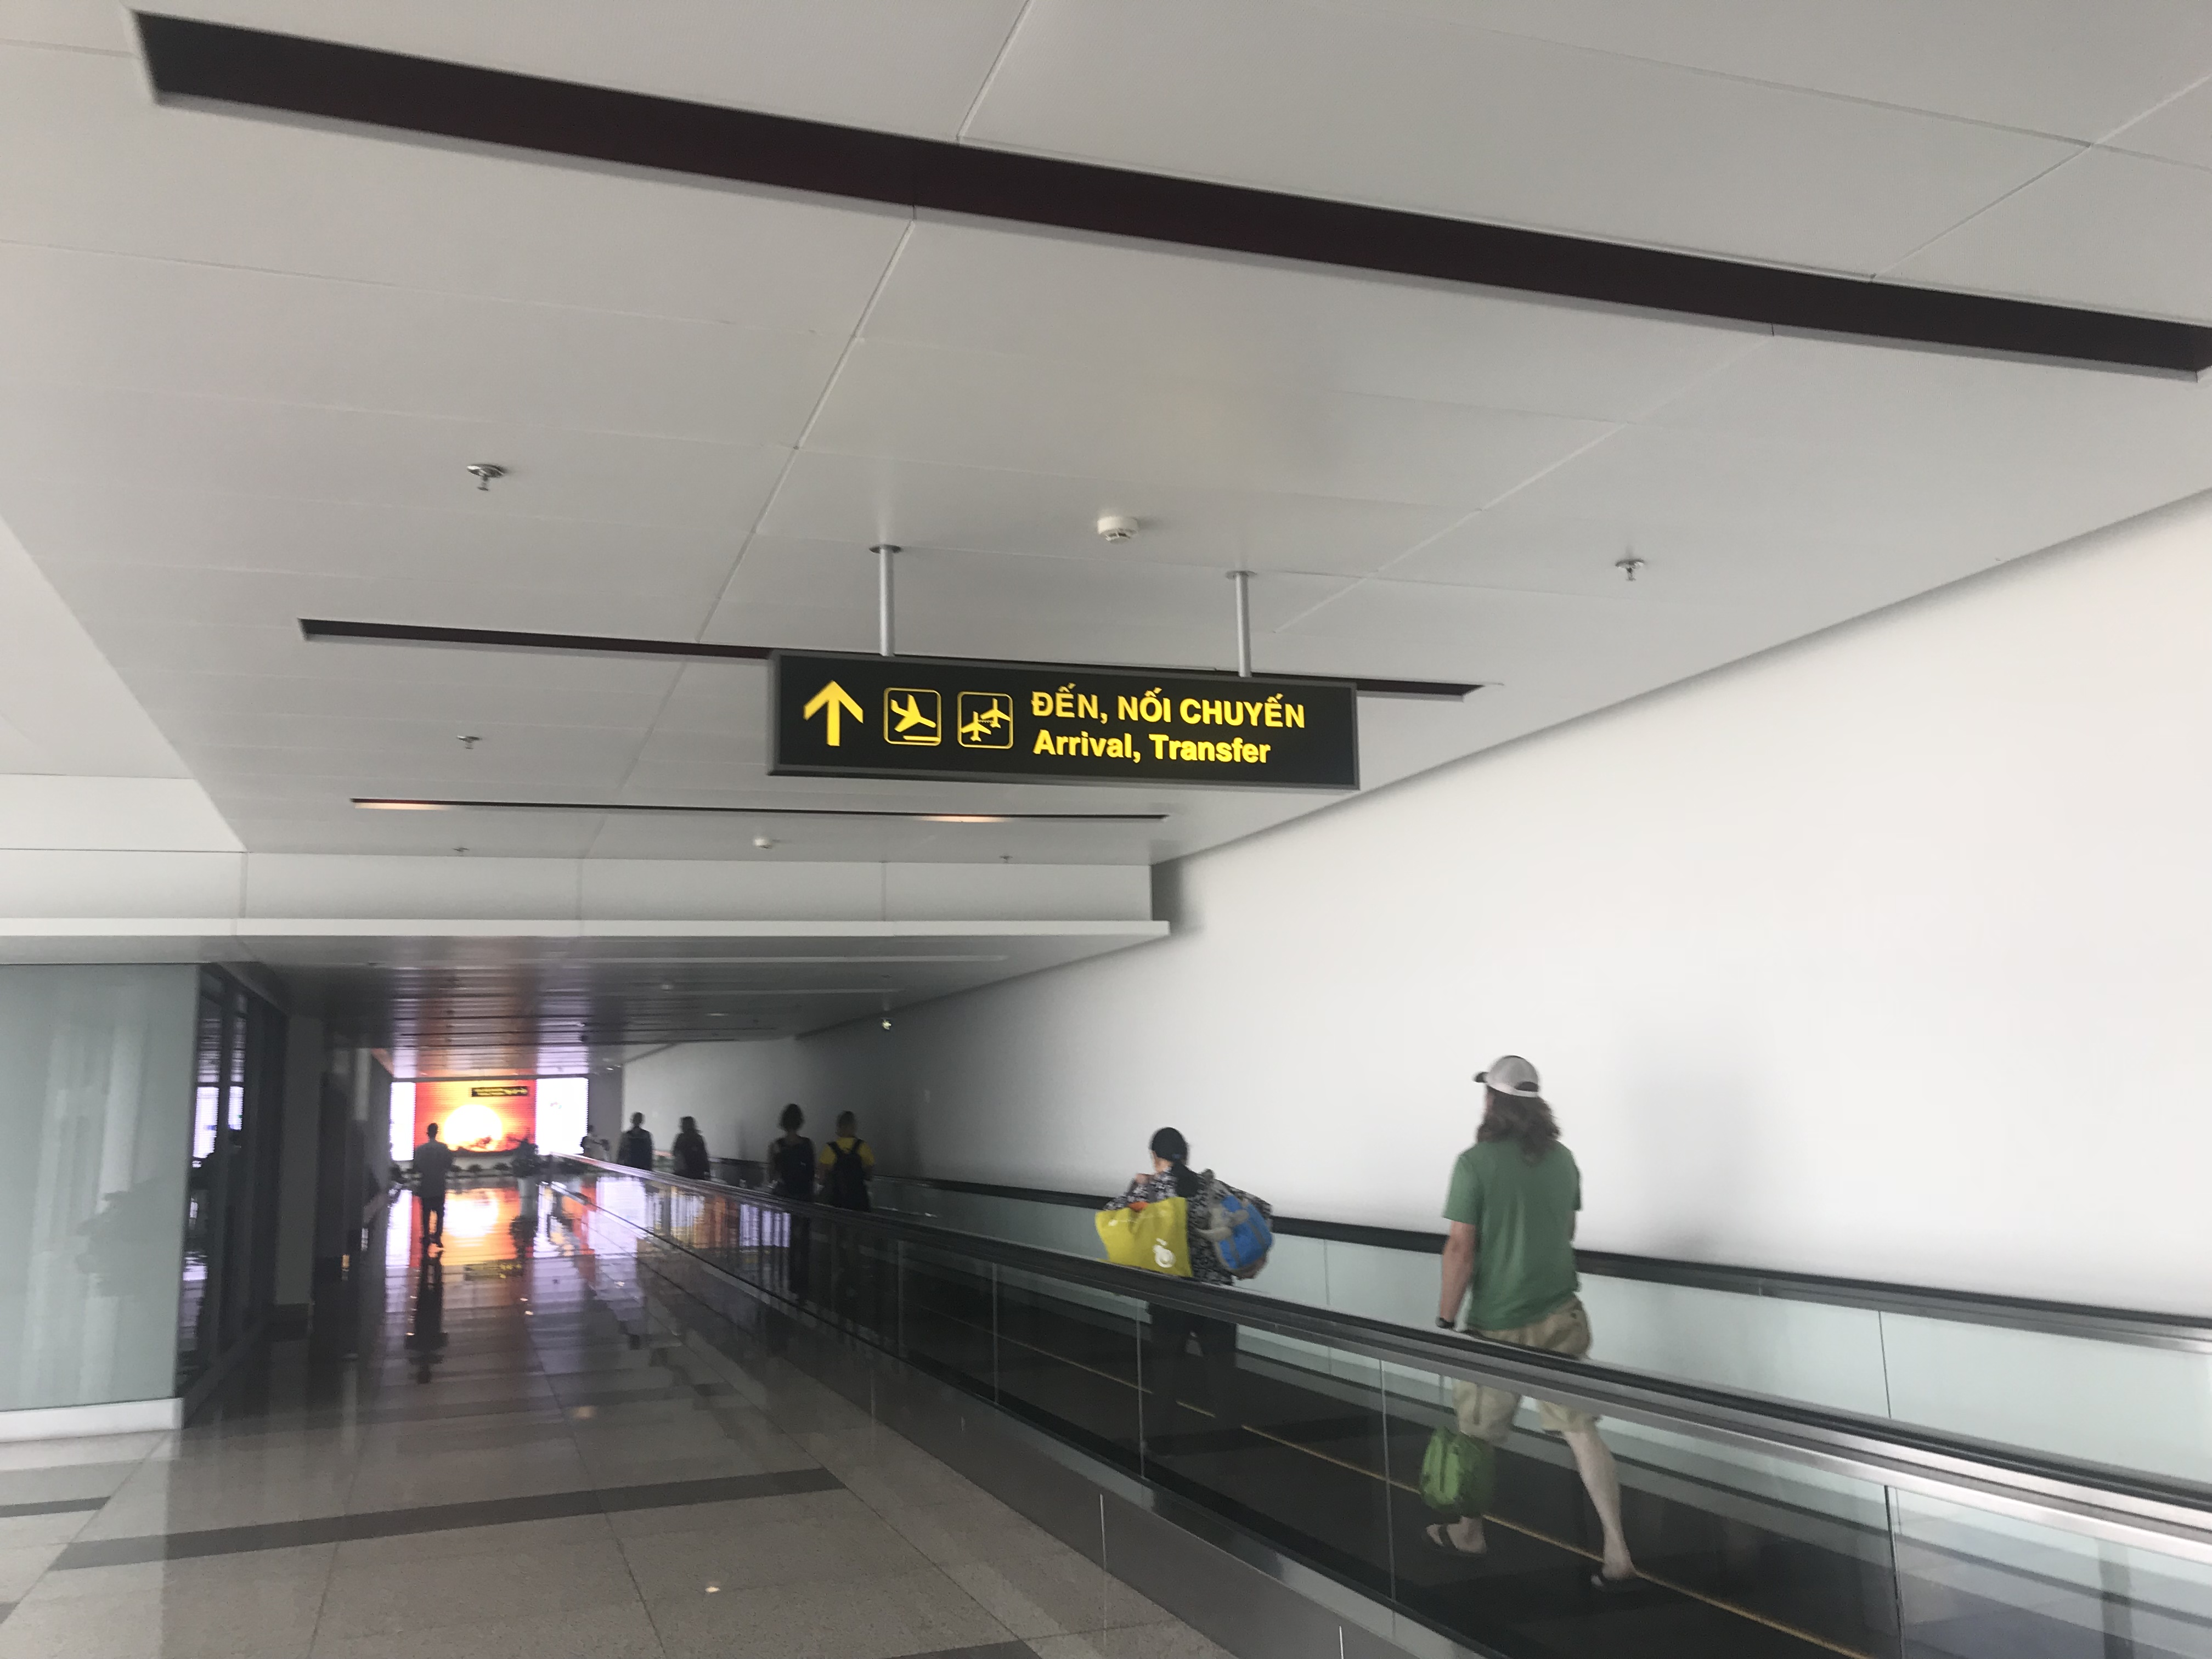 ĐẾN, NỐI CHUYẾN
Arrival, Transfer